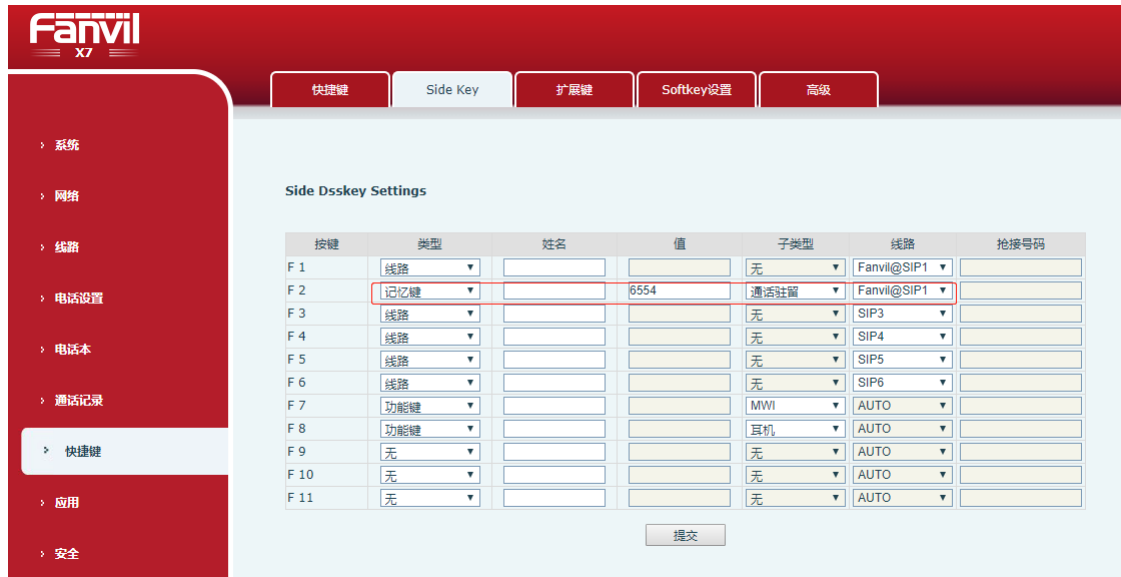 Fanvil
X7
快捷键 Side Key 扩展键 Softkey设置 高级
系统
网络
线路
电话设置
电话本
通话记录
快捷键
应用
安全
Side Dsskey Settings
按键 类型 姓名 值 子类型 线路 抢接号码
F 1 线路 无 Fanvil@SIP1
F 2 记忆键 6554 通话驻留 Fanvil@SIP1
F 3 线路 无 SIP3
F 4 线路 无 SIP4
F 5 线路 无 SIP5
F 6 线路 无 SIP6
F 7 功能键 MWI AUTO
F 8 功能键 耳机 AUTO
F 9 无 无 AUTO
F 10 无 无 AUTO
F 11 无 无 AUTO
提交